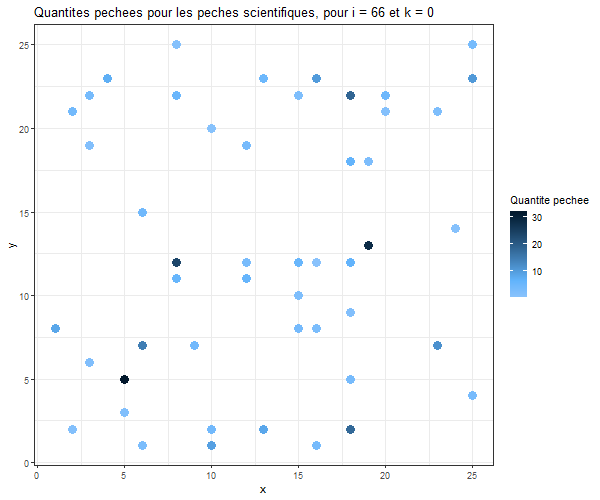 Quantites pechees pour les peches scientifiques, pour i = 66 et k = 0
25
20
15
10
5
0
y
0 5 10 15 20 25
x
Quantite pechee
30
20
10